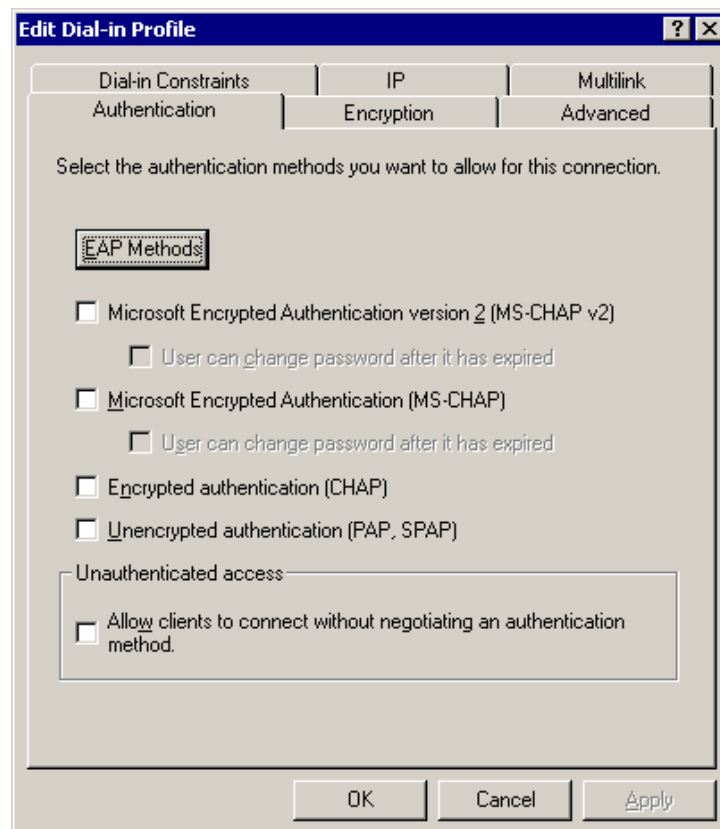 Edit Dial-in Profile
Dial-in Constraints IP Multilink
Authentication Encryption Advanced
Select the authentication methods you want to allow for this connection.
EAP Methods
Microsoft Encrypted Authentication version 2 (MS-CHAP v2)
User can change password after it has expired
Microsoft Encrypted Authentication (MS-CHAP)
User can change password after it has expired
Encrypted authentication (CHAP)
Unencrypted authentication (PAP, SPAP)
Unauthenticated access
Allow clients to connect without negotiating an authentication
method.
OK Cancel Apply